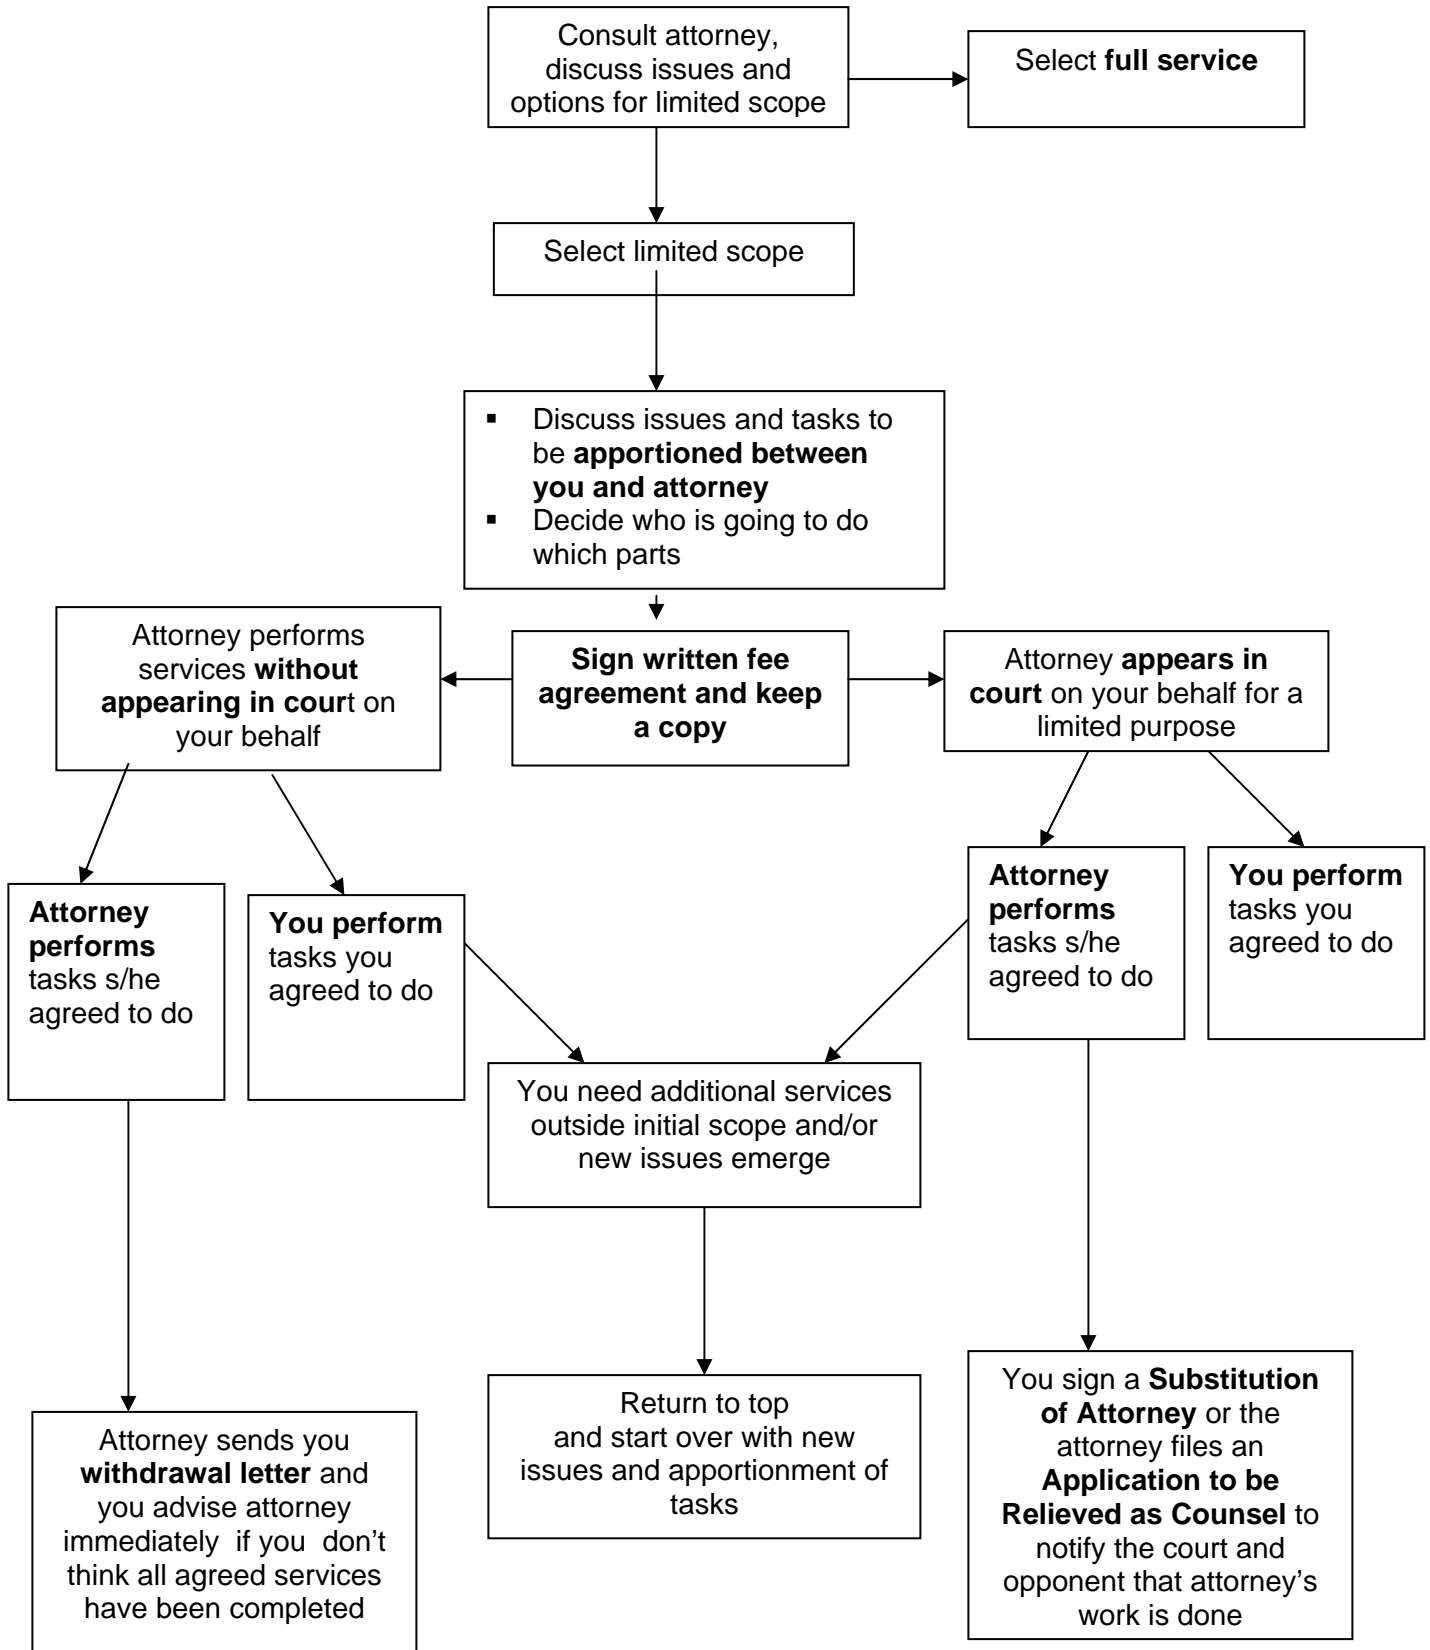 Consult attorney,
discuss issues and
options for limited scope
Select full service
Select limited scope
▪ Discuss issues and tasks to
be apportioned between
you and attorney
▪ Decide who is going to do
which parts
Attorney performs
services without
appearing in court on
your behalf
Sign written fee
agreement and keep
a copy
Attorney appears in
court on your behalf for a
limited purpose
Attorney
performs
tasks s/he
agreed to do
You perform
tasks you
agreed to do
Attorney
performs
tasks s/he
agreed to do
You perform
tasks you
agreed to do
You need additional services
outside initial scope and/or
new issues emerge
Attorney sends you
withdrawal letter and
you advise attorney
immediately if you don’t
think all agreed services
have been completed
Return to top
and start over with new
issues and apportionment of
tasks
You sign a Substitution
of Attorney or the
attorney files an
Application to be
Relieved as Counsel to
notify the court and
opponent that attorney’s
work is done